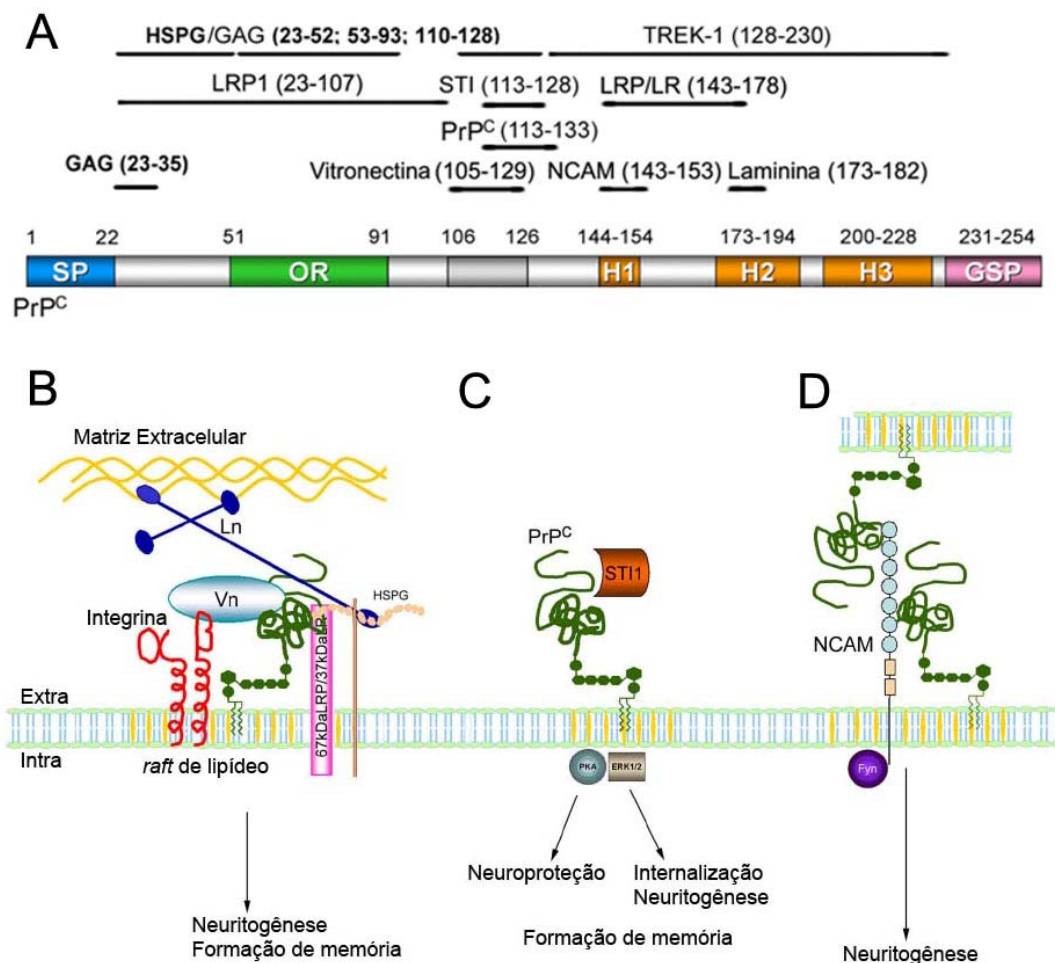 A
HSPG/GAG (23-52; 53-93; 110-128) TREK-1 (128-230)
LRP1 (23-107) STI (113-128) LRP/LR (143-178)
PrPC (113-133)
GAG (23-35) Vitronectina (105-129) NCAM (143-153) Laminina (173-182)
1 22 51 91 106 126 144-154 173-194 200-228 231-254
SP OR H1 H2 H3 GSP
PrPC
B
Matriz Extracelular
Ln
Vn
HSPG
Integrina
67kDaLRP/37kDaLR
Extra
Intra
raft de lipídeo
Neuritogênese
Formação de memória
C
PrPC
STI1
PKA ERK1/2
Neuroproteção Internalização
Neuritogênese
Formação de memória
D
NCAM
Fyn
Neuritogênese